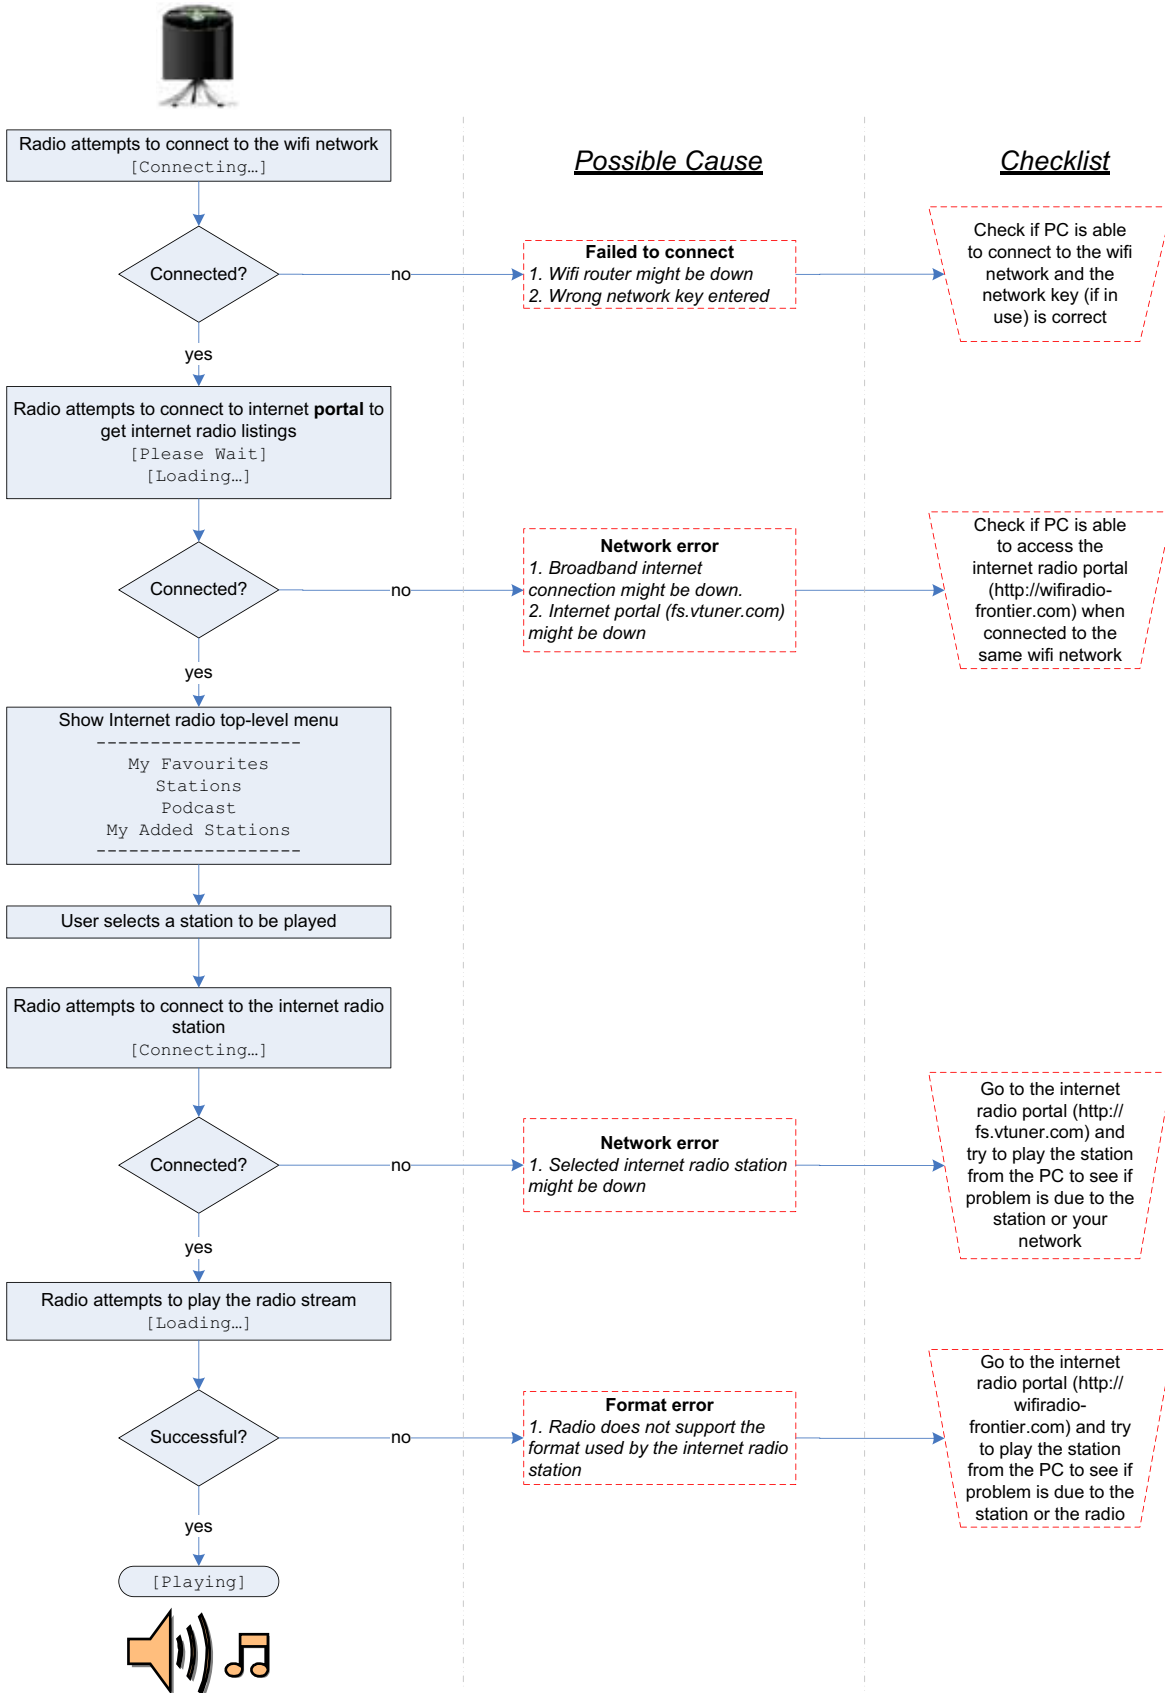 Radio attempts to connect to the wifi network
[Connecting…]
Possible Cause
Checklist
Connected?
no
Failed to connect
1. Wifi router might be down
2. Wrong network key entered
Check if PC is able
to connect to the wifi
network and the
network key (if in
use) is correct
yes
Radio attempts to connect to internet portal to
get internet radio listings
[Please Wait]
[Loading…]
Connected?
no
Network error
1. Broadband internet
connection might be down.
2. Internet portal (fs.vtuner.com)
might be down
Check if PC is able
to access the
internet radio portal
(http://wifiradio-
frontier.com) when
connected to the
same wifi network
yes
Show Internet radio top-level menu
-------------------
My Favourites
Stations
Podcast
My Added Stations
-------------------
User selects a station to be played
Radio attempts to connect to the internet radio
station
[Connecting…]
Connected?
no
Network error
1. Selected internet radio station
might be down
Go to the internet
radio portal (http://
fs.vtuner.com) and
try to play the station
from the PC to see if
problem is due to the
station or your
network
yes
Radio attempts to play the radio stream
[Loading…]
Successful?
no
Format error
1. Radio does not support the
format used by the internet radio
station
Go to the internet
radio portal (http://
wifiradio-
frontier.com) and try
to play the station
from the PC to see if
problem is due to the
station or the radio
yes
[Playing]